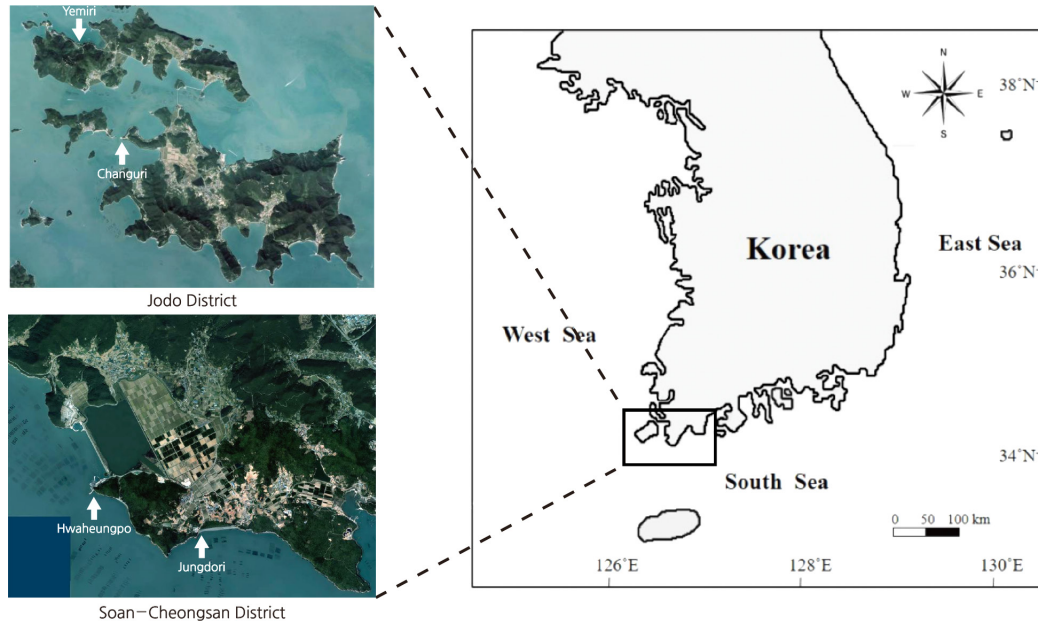 Yemiri
Changuri
Jodo District
Hwaheungpo
Jungdori
Soan-Cheongsan District
N
W E
S
38°N
Korea
East Sea
36°N
West Sea
34°N
South Sea
0 50 100 km
126°E 128°E 130°E